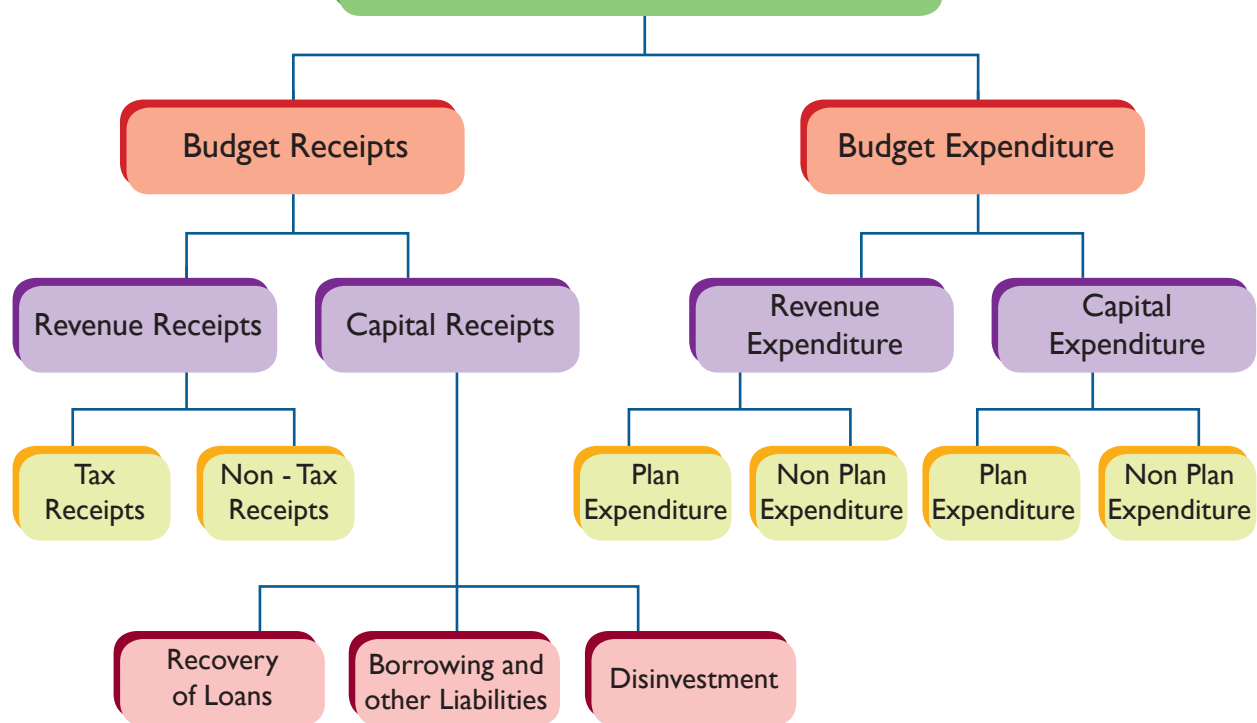 Budget Receipts
Budget Expenditure
Revenue Receipts
Capital Receipts
Revenue
Expenditure
Capital
Expenditure
Tax
Receipts
Non - Tax
Receipts
Plan
Expenditure
Non Plan
Expenditure
Plan
Expenditure
Non Plan
Expenditure
Recovery
of Loans
Borrowing and
other Liabilities
Disinvestment